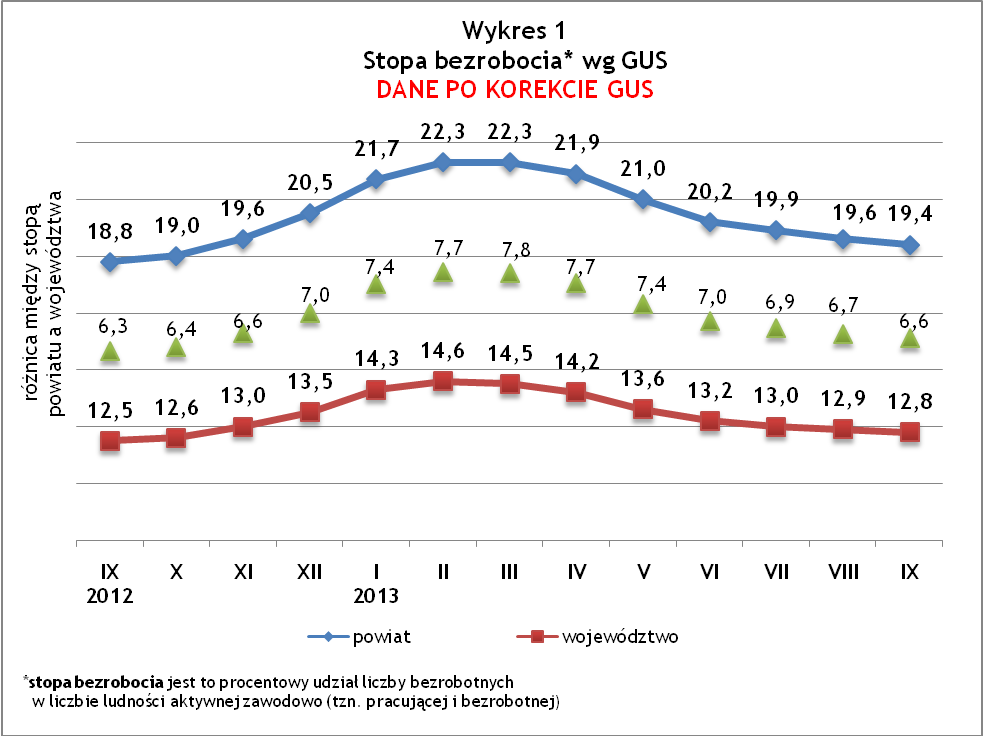 Wykres 1
Stopa bezrobocia* wg GUS
DANE PO KOREKCIE GUS
różnica między stopą
powiatu a województwa
18,8 19,0 19,6 20,5 21,7 22,3 22,3 21,9 21,0 20,2 19,9 19,6 19,4
6,3 6,4 6,6 7,0 7,4 7,7 7,8 7,7 7,4 7,0 6,9 6,7 6,6
12,5 12,6 13,0 13,5 14,3 14,6 14,5 14,2 13,6 13,2 13,0 12,9 12,8
IX X XI XII I II III IV V VI VII VIII IX
2012 2013
powiat województwo
*stopa bezrobocia jest to procentowy udział liczby bezrobotnych
w liczbie ludności aktywnej zawodowo (tzn. pracującej i bezrobotnej)